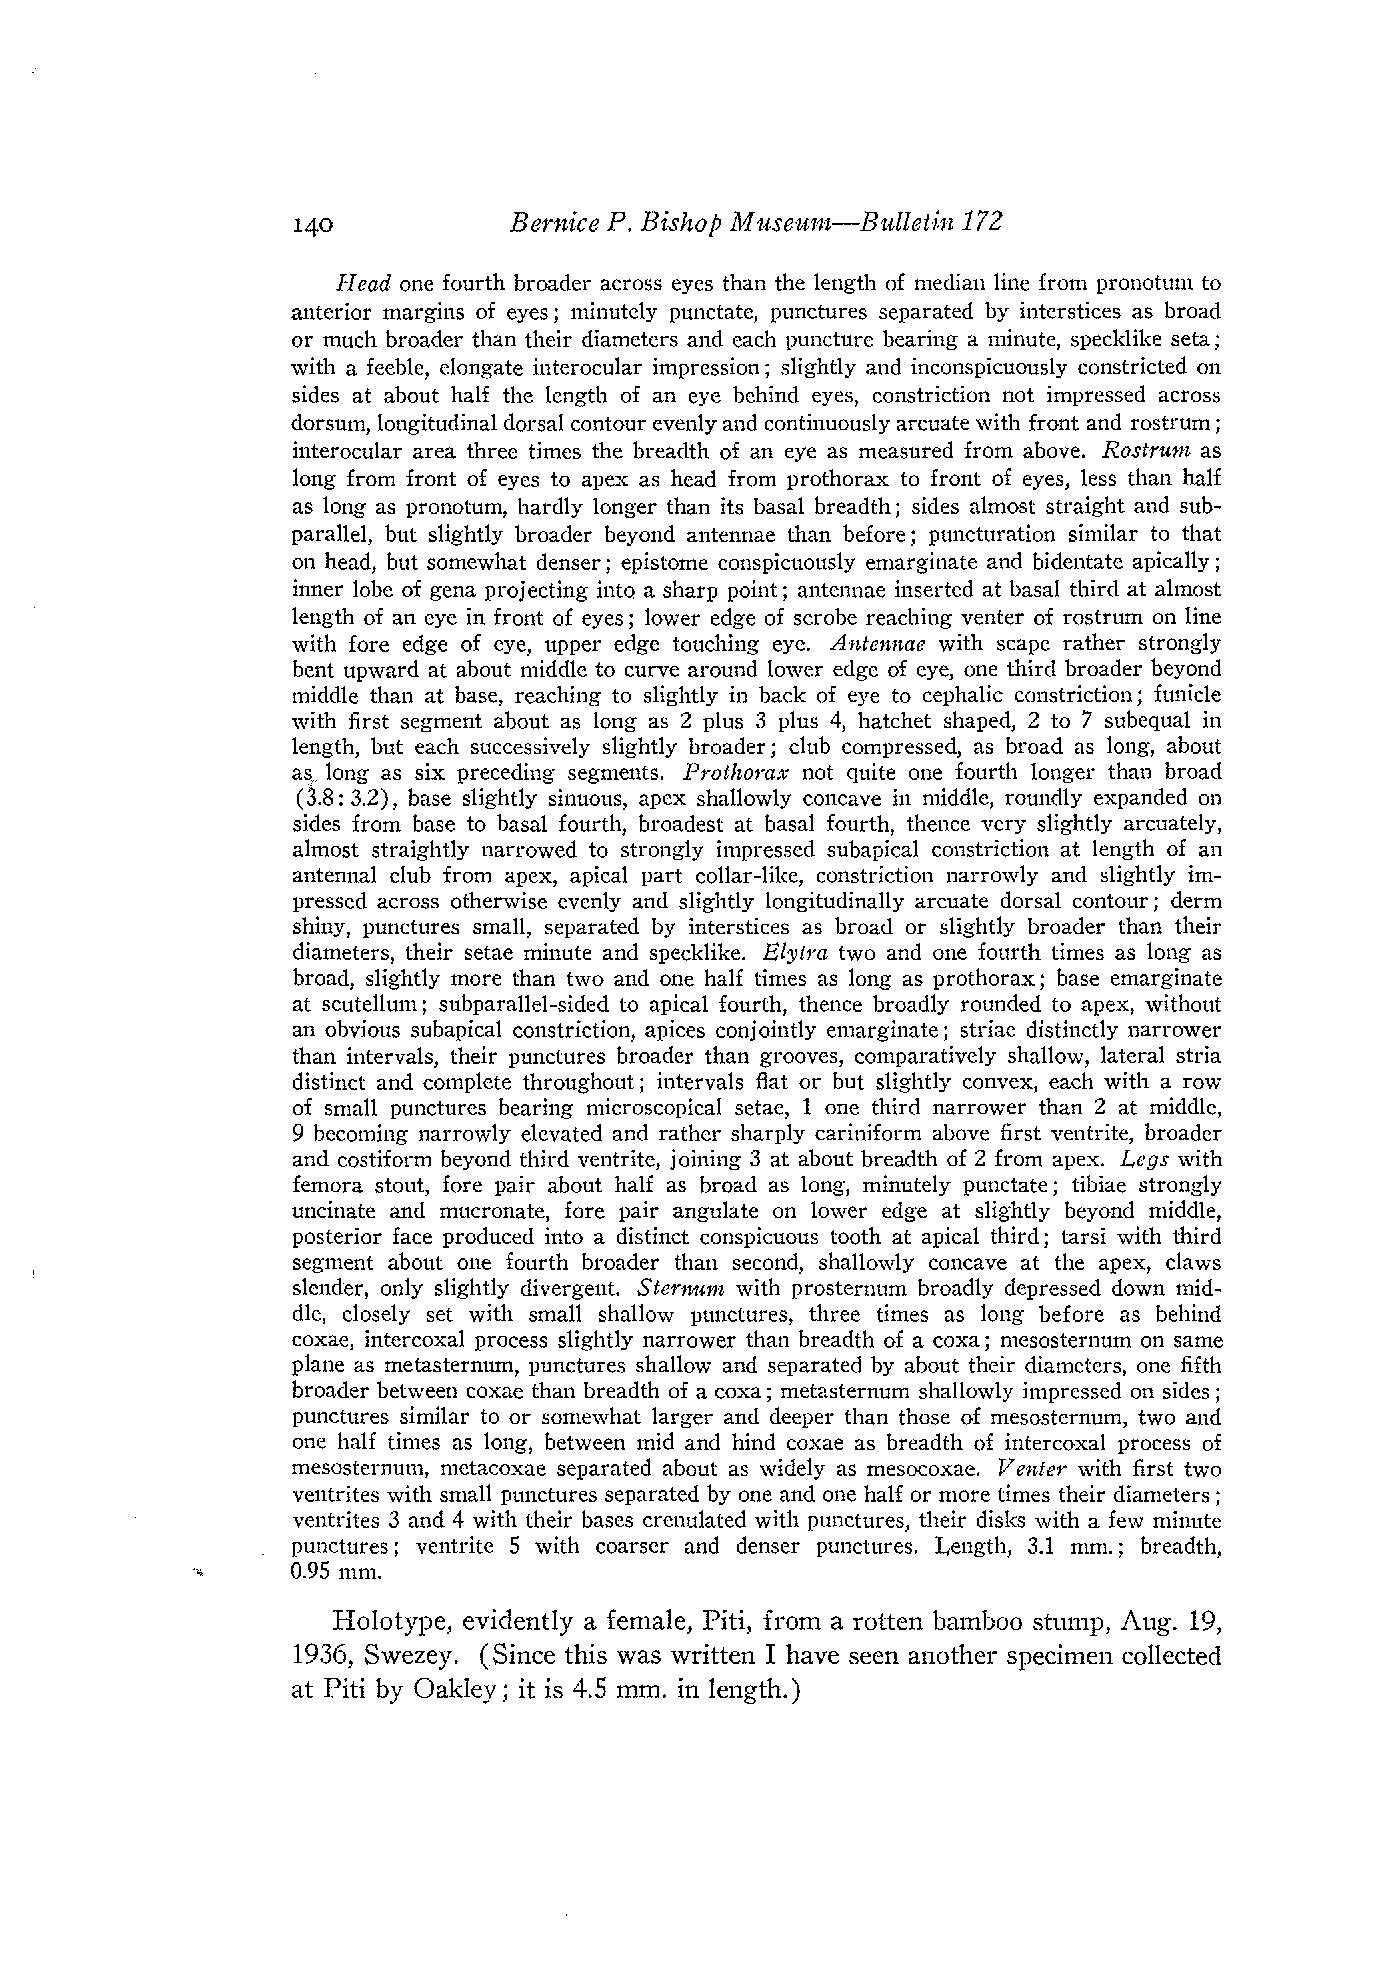 140 Bernice P. Bishop Museum—Bulletin 172
Head one fourth broader across eyes than the length of median line from pronotum to
anterior margins of eyes; minutely punctate, punctures separated by interstices as broad
or much broader than their diameters and each puncture bearing a minute, specklike seta;
with a feeble, elongate interocular impression; slightly and inconspicuously constricted on
sides at about half the length of an eye behind eyes, constriction not impressed across
dorsum, longitudinal dorsal contour evenly and continuously arcuate with front and rostrum;
interocular area three times the breadth of an eye as measured from above. Rostrum as
long from front of eyes to apex as head from prothorax to front of eyes, less than half
as long as pronotum, hardly longer than its basal breadth; sides almost straight and sub-
parallel, but slightly broader beyond antennae than before; puncturation similar to that
on head, but somewhat denser; epistome conspicuously emarginate and bidentate apically;
inner lobe of gena projecting into a sharp point; antennae inserted at basal third at almost
length of an eye in front of eyes; lower edge of scrobe reaching venter of rostrum on line
with fore edge of eye, upper edge touching eye. Antennae with scape rather strongly
bent upward at about middle to curve around lower edge of eye, one third broader beyond
middle than at base, reaching to slightly in back of eye to cephalic constriction; funicle
with first segment about as long as 2 plus 3 plus 4, hatchet shaped, 2 to 7 subequal in
length, but each successively slightly broader; club compressed, as broad as long, about
as long as six preceding segments. Prothorax not quite one fourth longer than broad
(3.8:3.2), base slightly sinuous, apex shallowly concave in middle, roundly expanded on
sides from base to basal fourth, broadest at basal fourth, thence very slightly arcuately,
almost straightly narrowed to strongly impressed subapical constriction at length of an
antennal club from apex, apical part collar-like, constriction narrowly and slightly im-
pressed across otherwise evenly and slightly longitudinally arcuate dorsal contour; derm
shiny, punctures small, separated by interstices as broad or slightly broader than their
diameters, their setae minute and specklike. Elytra two and one fourth times as long as
broad, slightly more than two and one half times as long as prothorax; base emarginate
at scutellum; subparallel-sided to apical fourth, thence broadly rounded to apex, without
an obvious subapical constriction, apices conjointly emarginate; striae distinctly narrower
than intervals, their punctures broader than grooves, comparatively shallow, lateral stria
distinct and complete throughout; intervals flat or but slightly convex, each with a row
of small punctures bearing microscopical setae, 1 one third narrower than 2 at middle,
9 becoming narrowly elevated and rather sharply cariniform above first ventrite, broader
and costiform beyond third ventrite, joining 3 at about breadth of 2 from apex. Legs with
femora stout, fore pair about half as broad as long, minutely punctate; tibiae strongly
uncinate and mucronate, fore pair angulate on lower edge at slightly beyond middle,
posterior face produced into a distinct conspicuous tooth at apical third; tarsi with third
segment about one fourth broader than second, shallowly concave at the apex, claws
slender, only slightly divergent. Sternum with prosternum broadly depressed down mid-
dle, closely set with small shallow punctures, three times as long before as behind
coxae, intercoxal process slightly narrower than breadth of a coxa; mesosternum on same
plane as metasternum, punctures shallow and separated by about their diameters, one fifth
broader between coxae than breadth of a coxa; metasternum shallowly impressed on sides;
punctures similar to or somewhat larger and deeper than those of mesosternum, two and
one half times as long, between mid and hind coxae as breadth of intercoxal process of
mesosternum, metacoxae separated about as widely as mesocoxae. Venter with first two
ventrites with small punctures separated by one and one half or more times their diameters;
ventrites 3 and 4 with their bases crenulated with punctures, their disks with a few minute
punctures; ventrite 5 with coarser and denser punctures. Length, 3.1 mm.; breadth,
0.95 mm.
Holotype, evidently a female, Piti, from a rotten bamboo stump, Aug. 19,
1936, Swezey. (Since this was written I have seen another specimen collected
at Piti by Oakley; it is 4.5 mm. in length.)